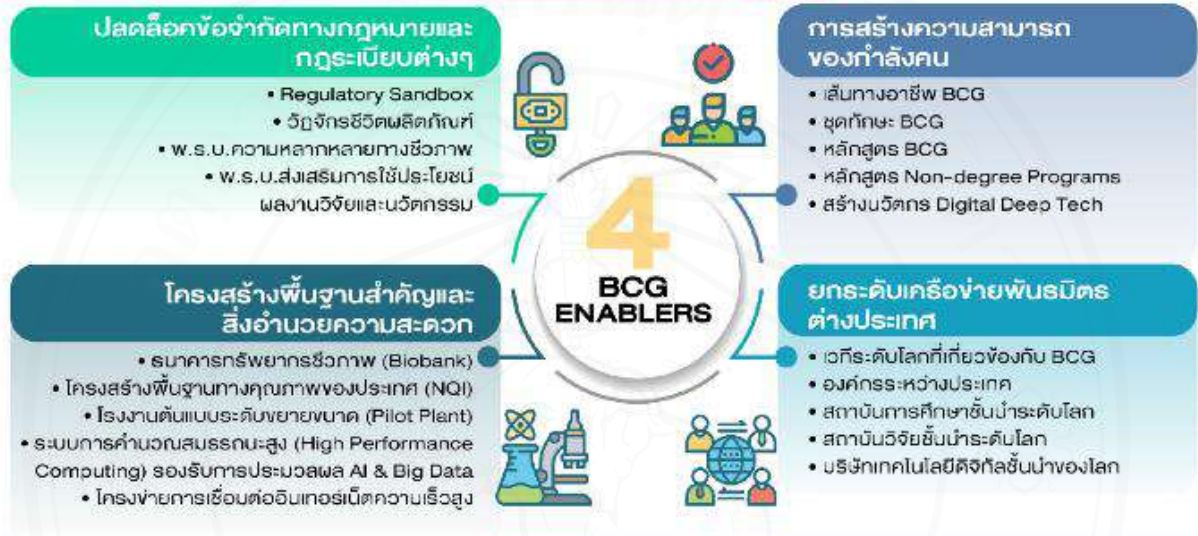 ปลดล็อคข้อจำกัดทางกฎหมายและ
กฎระเบียบต่างๆ
• Regulatory Sandbox
• วัฏจักรชีวิตผลิตภัณฑ์
• พ.ร.บ.ความหลากหลายทางชีวภาพ
• พ.ร.บ.ส่งเสริมการใช้ประโยชน์
ผลงานวิจัยและนวัตกรรม
การสร้างความสามารถ
ของกำลังคน
• เส้นทางอาชีพ BCG
• ชุดทักษะ BCG
• หลักสูตร BCG
• หลักสูตร Non-degree Programs
• สร้างนวัตกร Digital Deep Tech
4
BCG
ENABLERS
โครงสร้างพื้นฐานสำคัญและ
สิ่งอำนวยความสะดวก
• ธนาคารทรัพยากรชีวภาพ (Biobank)
• โครงสร้างพื้นฐานทางคุณภาพของประเทศ (NQI)
• โรงงานต้นแบบระดับขยายขนาด (Pilot Plant)
• ระบบการคำนวณสมรรถนะสูง (High Performance
Computing) รองรับการประมวลผล AI & Big Data
• โครงข่ายการเชื่อมต่ออินเทอร์เน็ตความเร็วสูง
ยกระดับเครือข่ายพันธมิตร
ต่างประเทศ
• เวทีระดับโลกที่เกี่ยวข้องกับ BCG
• องค์กรระหว่างประเทศ
• สถาบันการศึกษาชั้นนำระดับโลก
• สถาบันวิจัยชั้นนำระดับโลก
• บริษัทเทคโนโลยีดิจิทัลชั้นนำของโลก